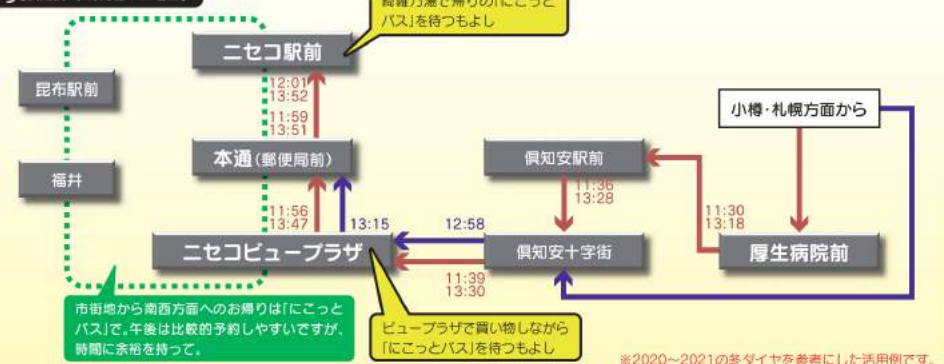 綺羅乃湯で帰りの「にこっと
バス」を待つもよし
ニセコ駅前
昆布駅前
12:01
13:52
小樽・札幌方面から
11:59
13:51
本通(郵便局前)
倶知安駅前
福井
11:36
13:28
11:56
13:47
13:15
12:58
11:30
13:18
ニセコビュープラザ
倶知安十字街
厚生病院前
11:39
13:30
市街地から南西方面へのお帰りは「にこっと
バス」で。午後は比較的予約しやすいですが、
時間に余裕を持って。
ビュープラザで買い物しながら
「にこっとバス」を待つもよし
※2020~2021の冬ダイヤを参考にした活用例です。